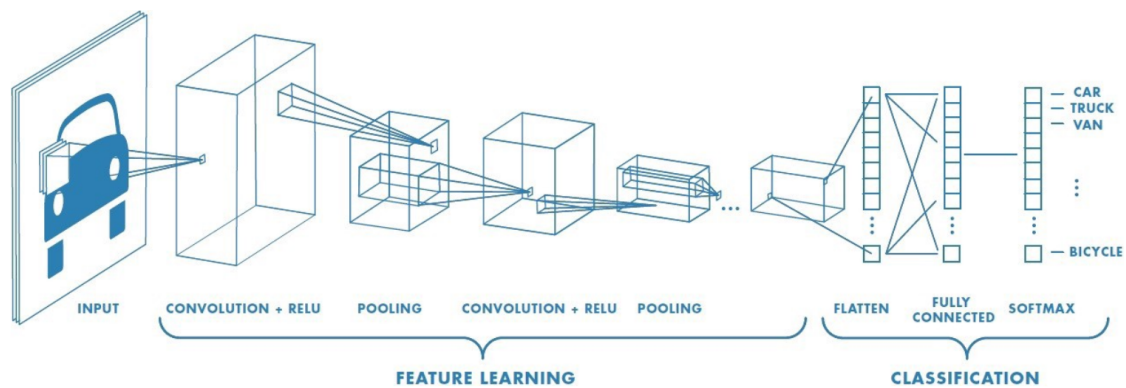 CAR
TRUCK
VAN
BICYCLE
INPUT
CONVOLUTION + RELU
POOLING
CONVOLUTION + RELU
POOLING
FLATTEN
FULLY
CONNECTED
SOFTMAX
FEATURE LEARNING
CLASSIFICATION